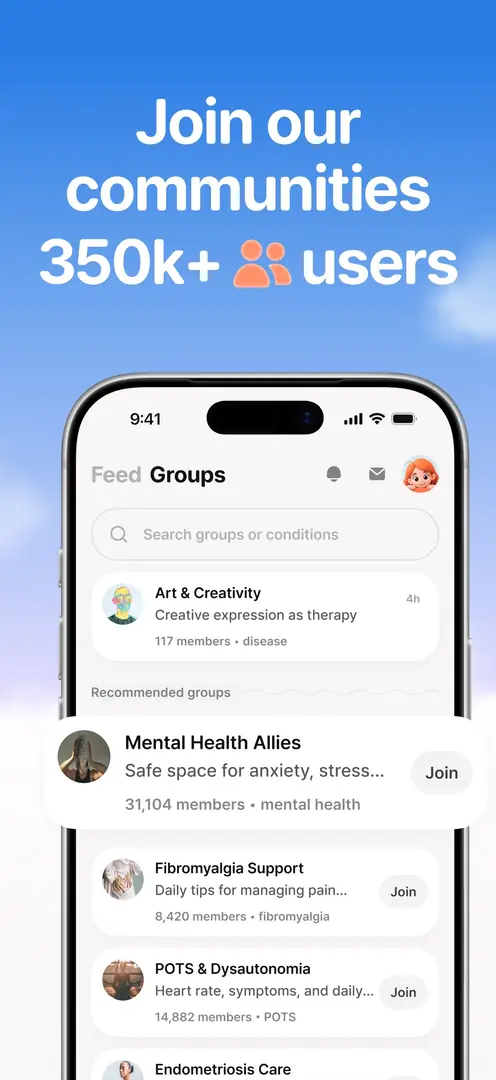 Join our
communities
350k+ users
9:41
Feed Groups
Search groups or conditions
Art & Creativity
4h
Creative expression as therapy
117 members • disease
Recommended groups
Mental Health Allies
Safe space for anxiety, stress...
Join
31,104 members • mental health
Fibromyalgia Support
Daily tips for managing pain...
Join
8,420 members • fibromyalgia
POTS & Dysautonomia
Heart rate, symptoms, and daily...
Join
14,882 members • POTS
Endometriosis Care